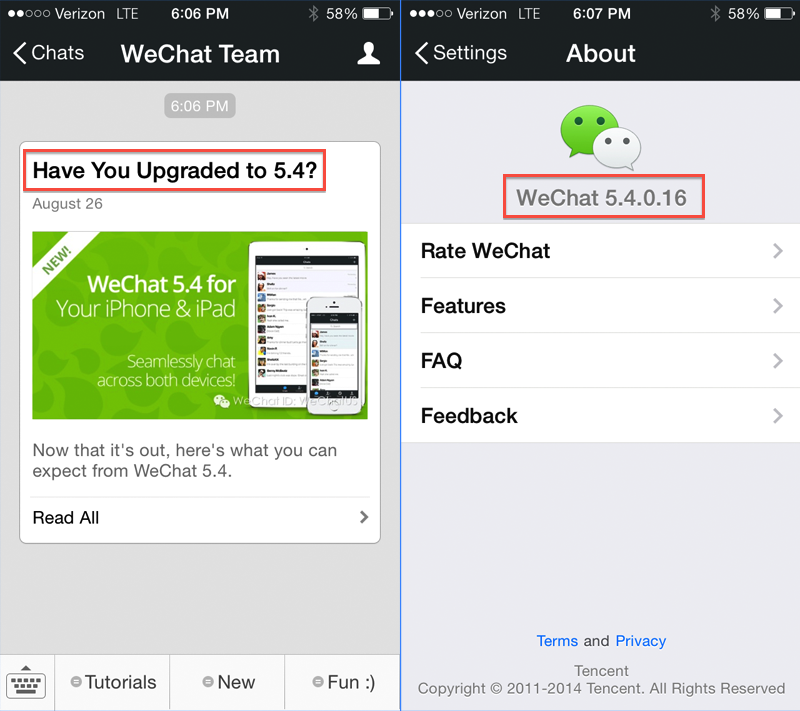 Verizon LTE 6:06 PM 58%
Chats WeChat Team
6:06 PM
Have You Upgraded to 5.4?
August 26
NEW!
WeChat 5.4 for
Your iPhone & iPad
Seamlessly chat
across both devices!
WeChat ID: WeChatUS
Now that it's out, here's what you can
expect from WeChat 5.4.
Read All
Tutorials New Fun :)
Verizon LTE 6:07 PM 58%
Settings About
WeChat 5.4.0.16
Rate WeChat
Features
FAQ
Feedback
Terms and Privacy
Tencent
Copyright © 2011-2014 Tencent. All Rights Reserved